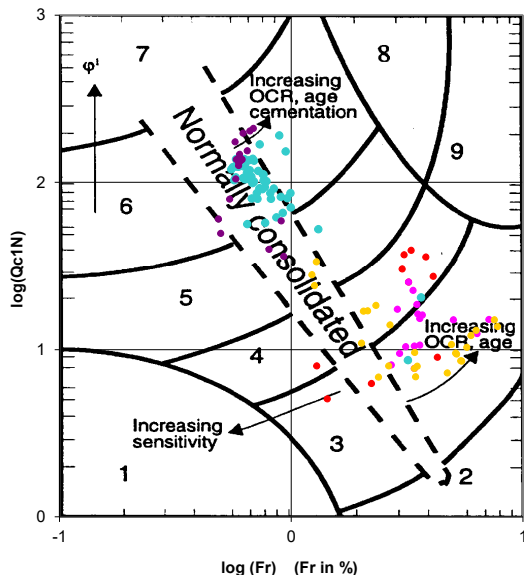 3
7
8
φ'
Increasing
OCR, age
cementation
Normally consolidated
9
2
6
log(Qc1N)
5
Increasing
OCR, age
1
4
Increasing
sensitivity
3
1
2
0
-1
0
1
log (Fr) (Fr in %)